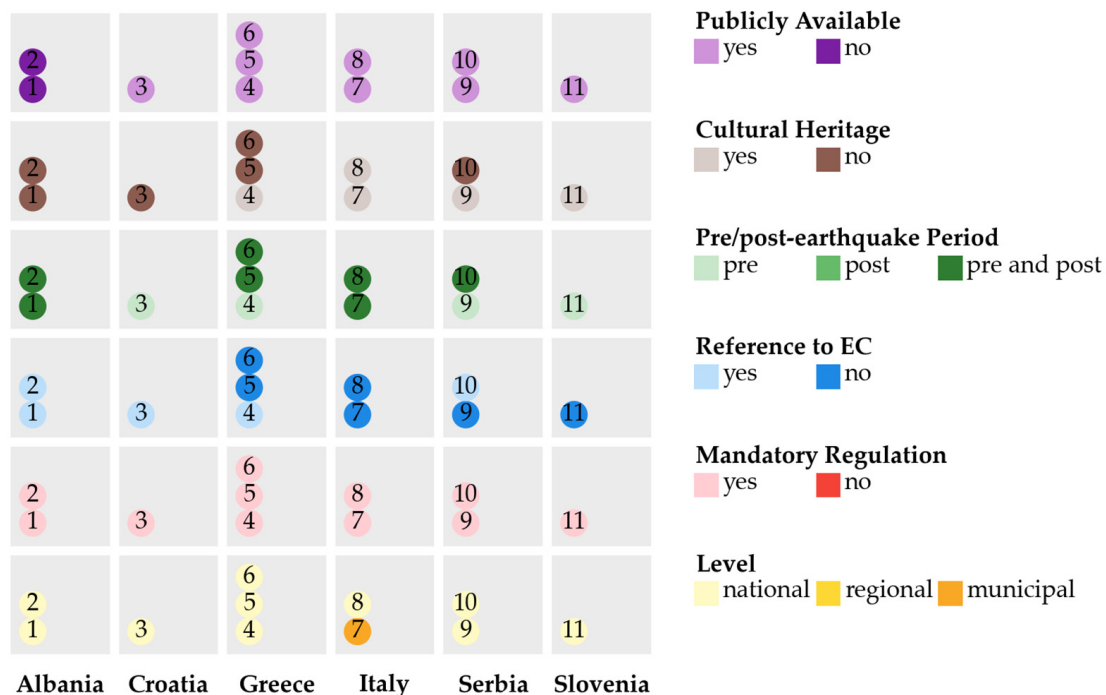 6
2 5 8 10
1 3 4 7 9 11
Publicly Available
yes no
6
2 5 8 10
1 3 4 7 9 11
Cultural Heritage
yes no
6
2 5 8 10
1 3 4 7 9 11
Pre/post-earthquake Period
pre post pre and post
6
2 5 8 10
1 3 4 7 9 11
Reference to EC
yes no
6
2 5 8 10
1 3 4 7 9 11
Mandatory Regulation
yes no
6
2 5 8 10
1 3 4 7 9 11
Level
national regional municipal
Albania Croatia Greece Italy Serbia Slovenia